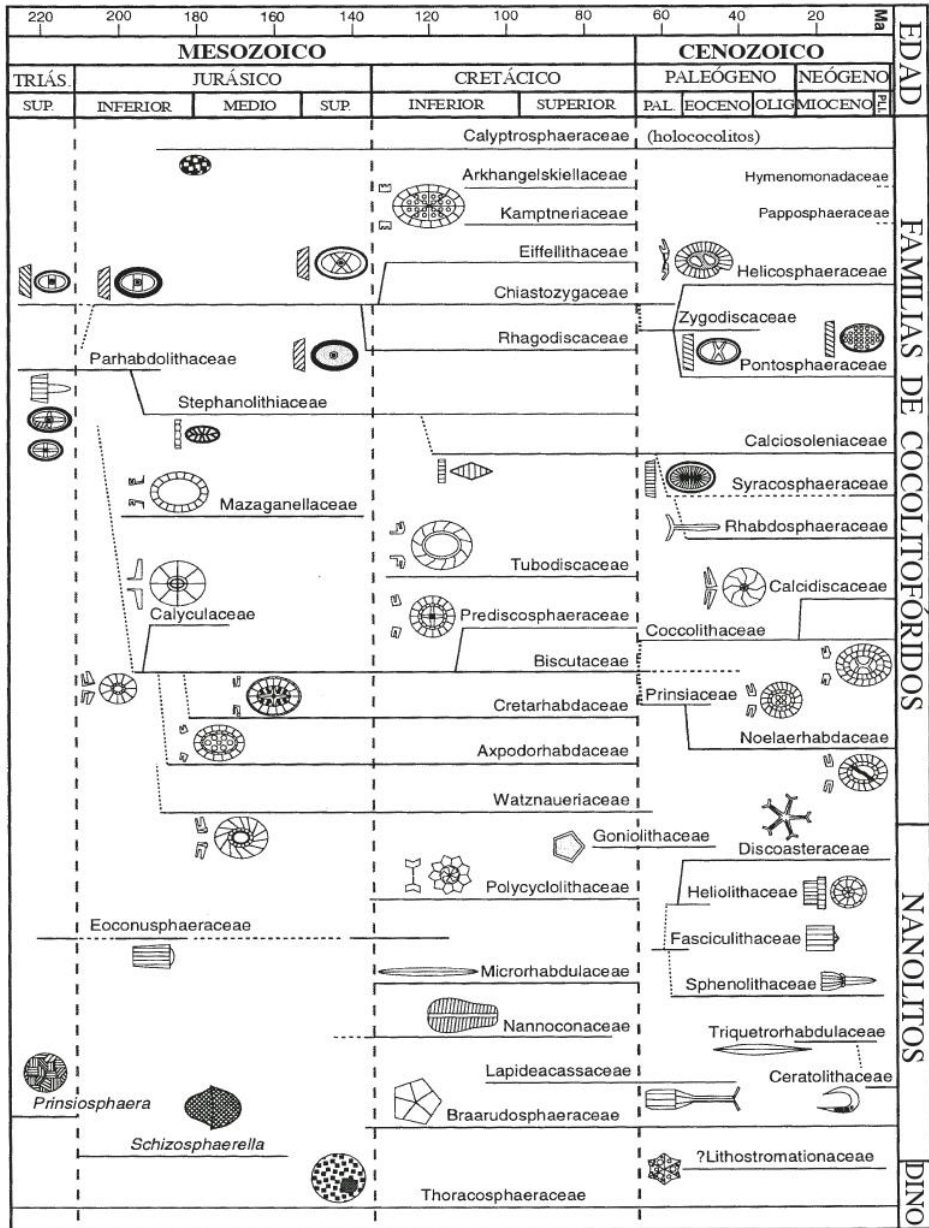 220 200 180 160 140 120 100 80 60 40 20 Ma
EDAD
MESOZOICO CENOZOICO
TRIÁS. JURÁSICO CRETÁCICO PALEÓGENO NEÓGENO
SUP. INFERIOR MEDIO SUP. INFERIOR SUPERIOR PAL. EOCENO OLIG MIOCENO PLI.
FAMILIAS DE COCOLITOFÓRIDOS
Calyptrosphaeraceae (holococolitos)
Arkhangelskiellaceae
Hymenomonadaceae
Kamptneriaceae
Papposphaeraceae
Eiffellithaceae
Helicosphaeraceae
Chiastozygaceae
Zygodiscaceae
Rhagodiscaceae
Parhabdolithaceae
Pontosphaeraceae
Stephanolithiaceae
Calciosoleniaceae
Syracosphaeraceae
Mazaganellaceae
Rhabdosphaeraceae
Tubodiscaceae
Calcidiscaceae
Calyculaceae
Prediscosphaeraceae
Coccolithaceae
Biscutaceae
Prinsiaceae
Cretarhabdaceae
Noelaerhabdaceae
Axpodorhabdaceae
Watznaueriaceae
NANOLITOS
Goniolithaceae
Discoasteraceae
Polycyclolithaceae
Heliolithaceae
Eoconusphaeraceae
Fasciculithaceae
Microrhabdulaceae
Sphenolithaceae
Nannoconaceae
Triquetrorhabdulaceae
Lapideacassaceae
Ceratolithaceae
Prinsiosphaera
Braarudosphaeraceae
Schizosphaerella
?Lithostromationaceae
DINO
Thoracosphaeraceae